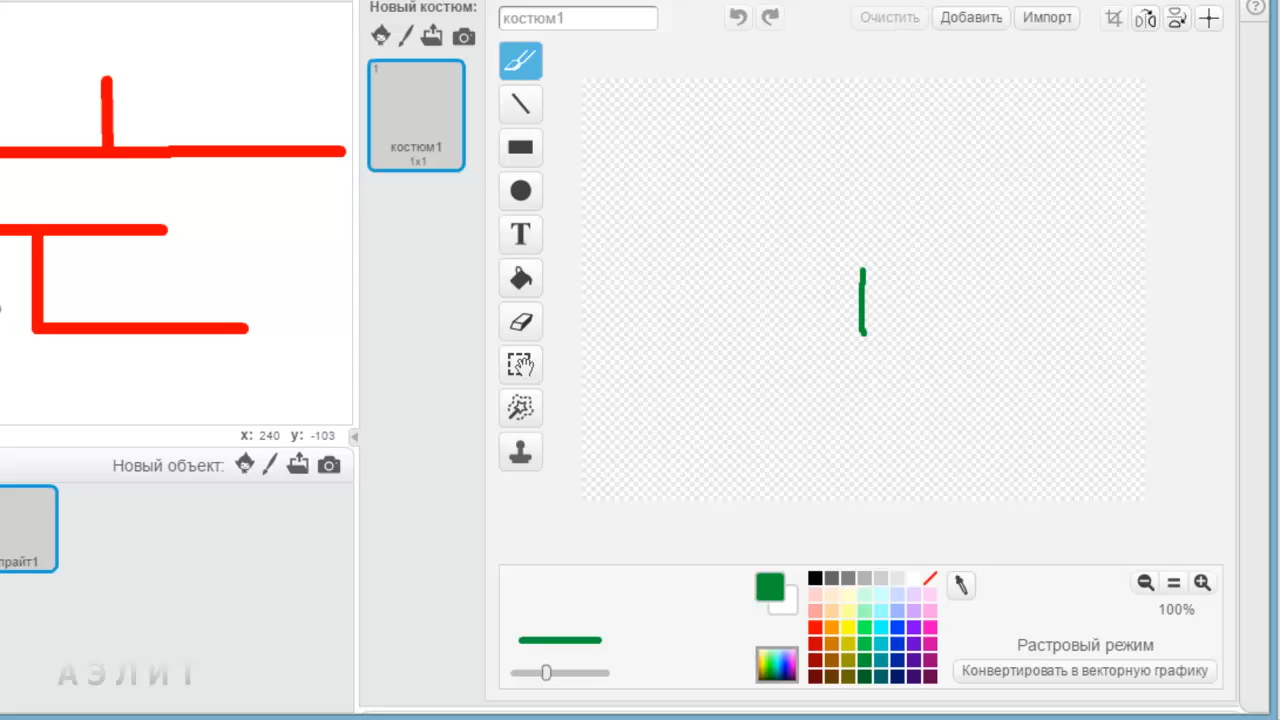 Новый костюм:
костюм1
Очистить
Добавить
Импорт
1
костюм1
1x1
T
x: 240 y: -103
Новый объект:
прайт1
100%
Растровый режим
Конвертировать в векторную графику
АЭЛИТ